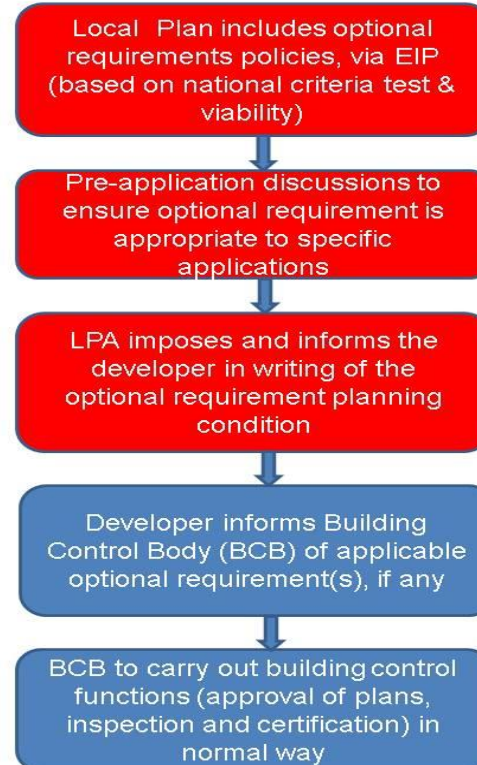 Local Plan includes optional
requirements policies, via EIP
(based on national criteria test &
viability)
Pre-application discussions to
ensure optional requirement is
appropriate to specific
applications
LPA imposes and informs the
developer in writing of the
optional requirement planning
condition
Developer informs Building
Control Body (BCB) of applicable
optional requirement(s), if any
BCB to carry out building control
functions (approval of plans,
inspection and certification) in
normal way